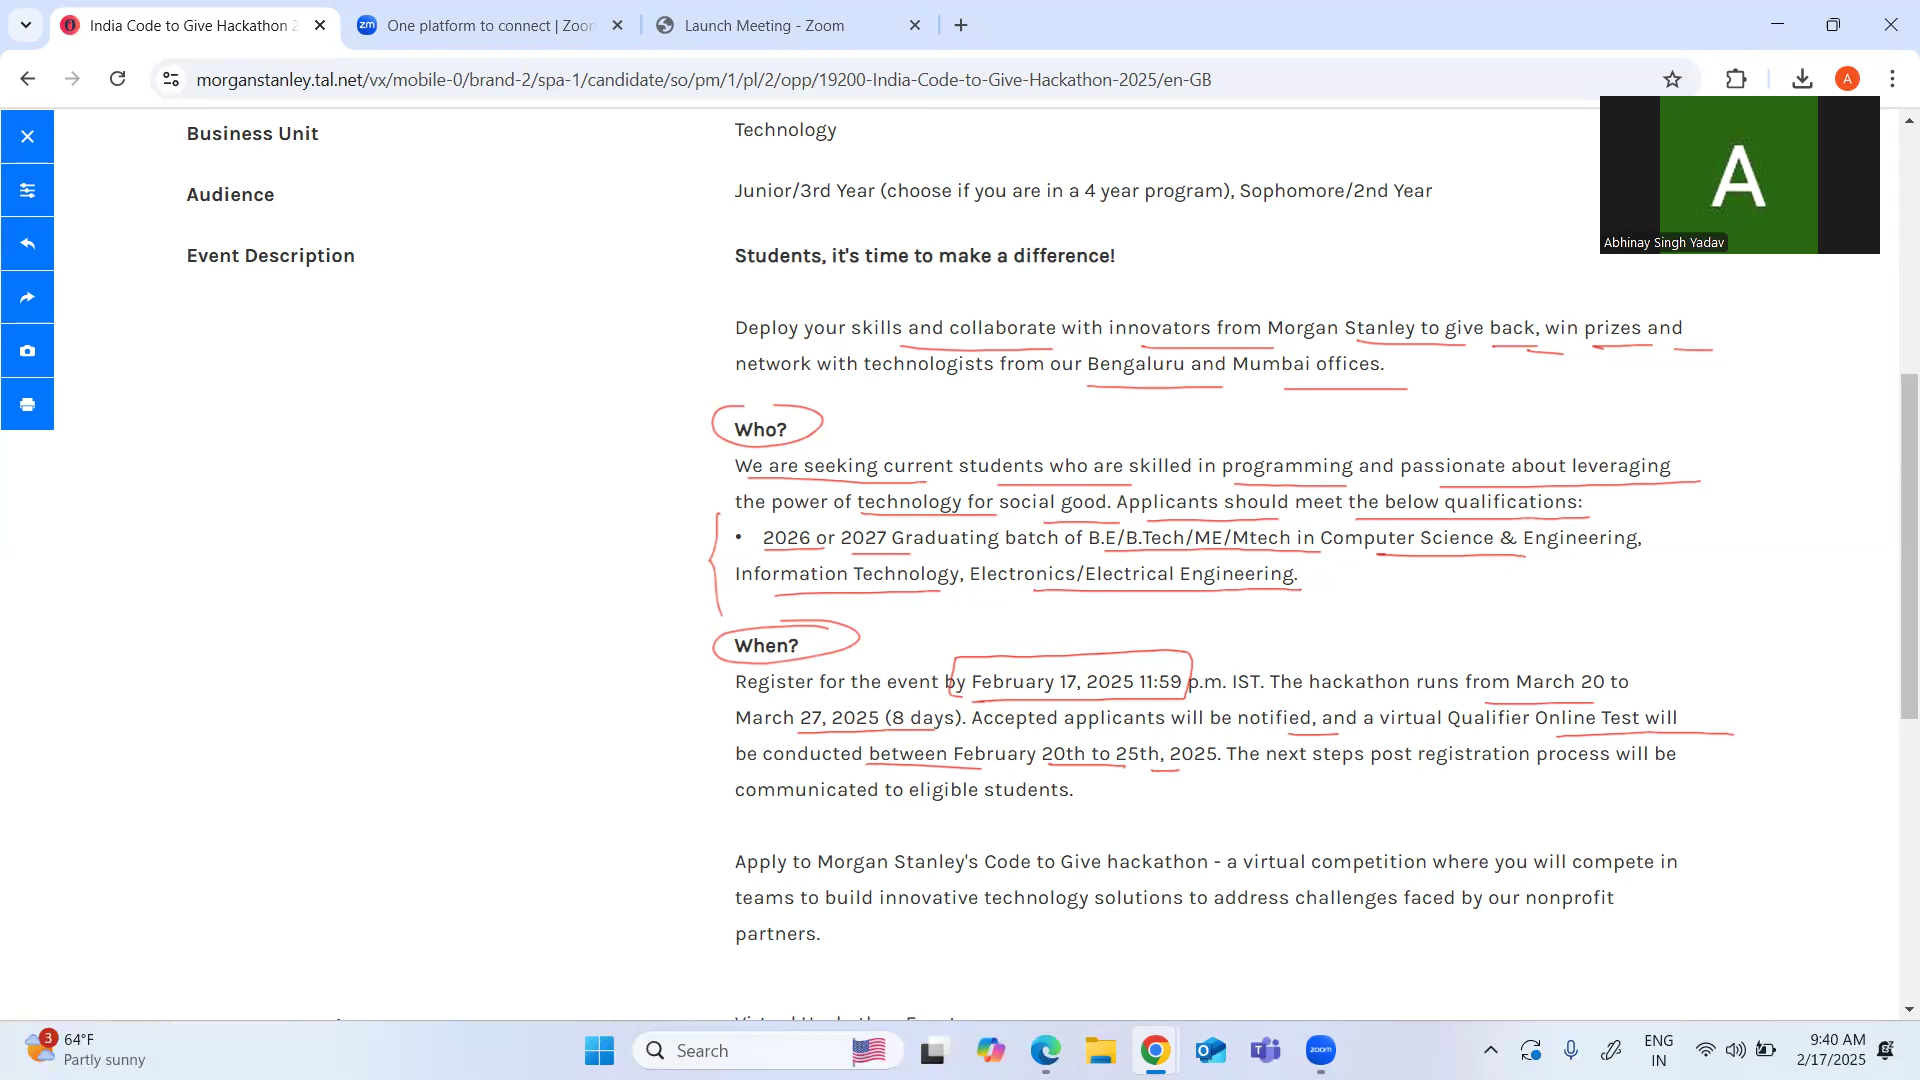 India Code to Give Hackathon 2
One platform to connect | Zoom
Launch Meeting - Zoom
morganstanley.tal.net/vx/mobile-0/brand-2/spa-1/candidate/so/pm/1/pl/2/opp/19200-India-Code-to-Give-Hackathon-2025/en-GB
A
Business Unit
Technology
A
Abhinay Singh Yadav
Audience
Junior/3rd Year (choose if you are in a 4 year program), Sophomore/2nd Year
Event Description
Students, it's time to make a difference!
Deploy your skills and collaborate with innovators from Morgan Stanley to give back, win prizes and
network with technologists from our Bengaluru and Mumbai offices.
Who?
We are seeking current students who are skilled in programming and passionate about leveraging
the power of technology for social good. Applicants should meet the below qualifications:
• 2026 or 2027 Graduating batch of B.E/B.Tech/ME/Mtech in Computer Science & Engineering,
Information Technology, Electronics/Electrical Engineering.
When?
Register for the event by February 17, 2025 11:59 p.m. IST. The hackathon runs from March 20 to
March 27, 2025 (8 days). Accepted applicants will be notified, and a virtual Qualifier Online Test will
be conducted between February 20th to 25th, 2025. The next steps post registration process will be
communicated to eligible students.
Apply to Morgan Stanley's Code to Give hackathon - a virtual competition where you will compete in
teams to build innovative technology solutions to address challenges faced by our nonprofit
partners.
3
64°F
Partly sunny
Search
zoom
ENG
IN
9:40 AM
2/17/2025